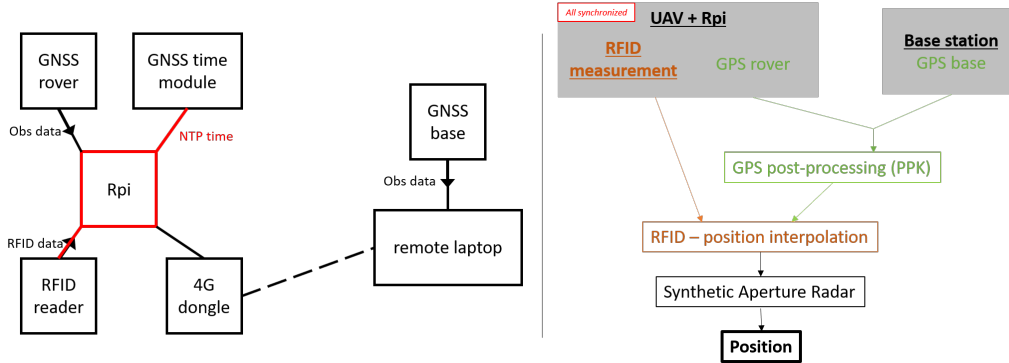 GNSS
rover
GNSS time
module
Obs data
NTP time
Rpi
RFID data
RFID
reader
4G
dongle
GNSS
base
Obs data
remote laptop
All synchronized
UAV + Rpi
RFID
measurement
GPS rover
Base station
GPS base
GPS post-processing (PPK)
RFID – position interpolation
Synthetic Aperture Radar
Position